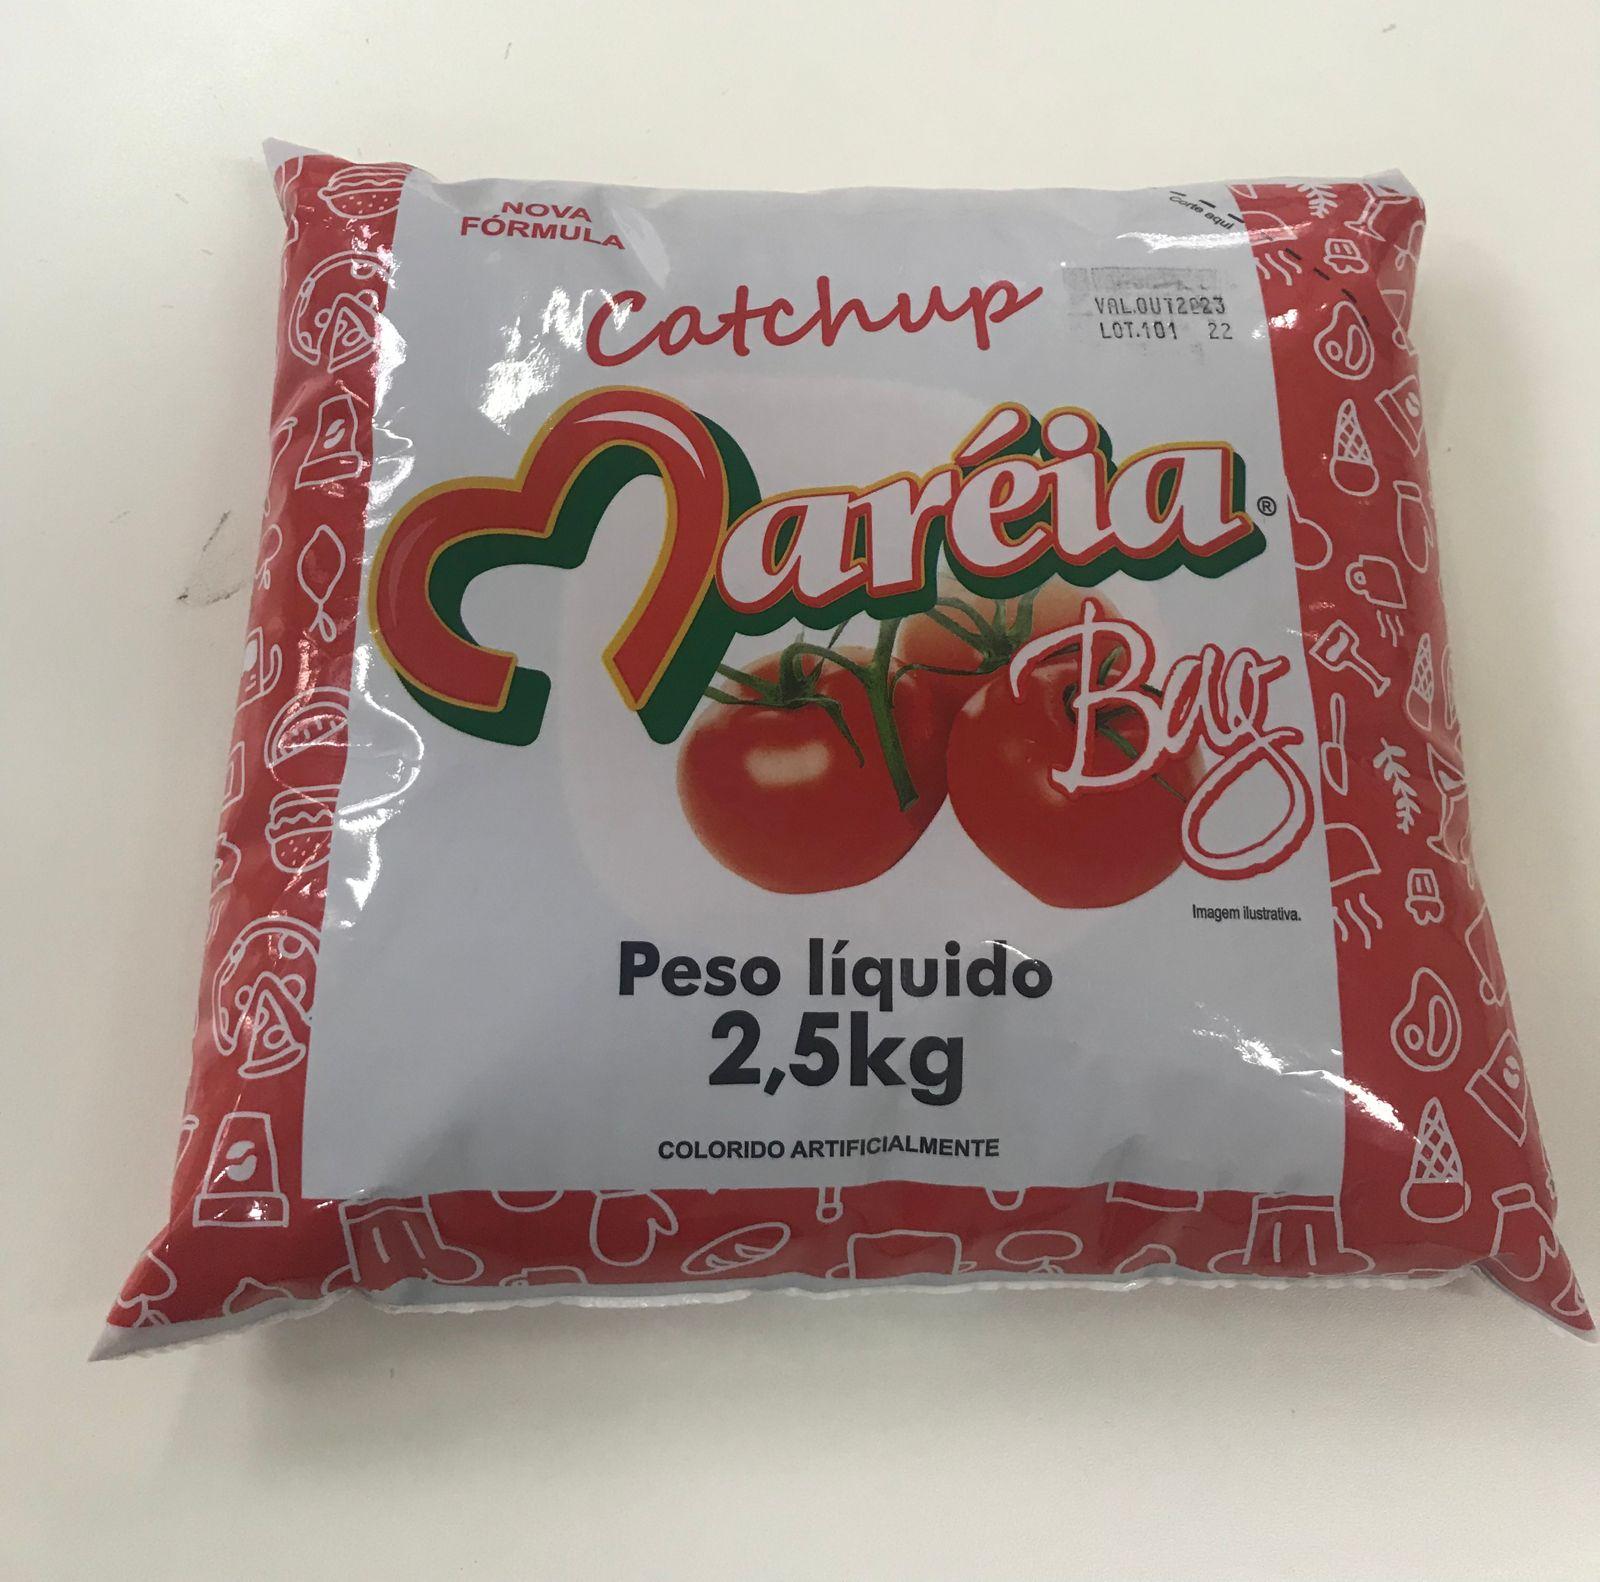 NOVA
FÓRMULA
Corte aqui
Catchup
VAL.OUT2023
LOT.101 22
Maréia®
Bag
Imagem ilustrativa.
Peso líquido
2,5kg
COLORIDO ARTIFICIALMENTE